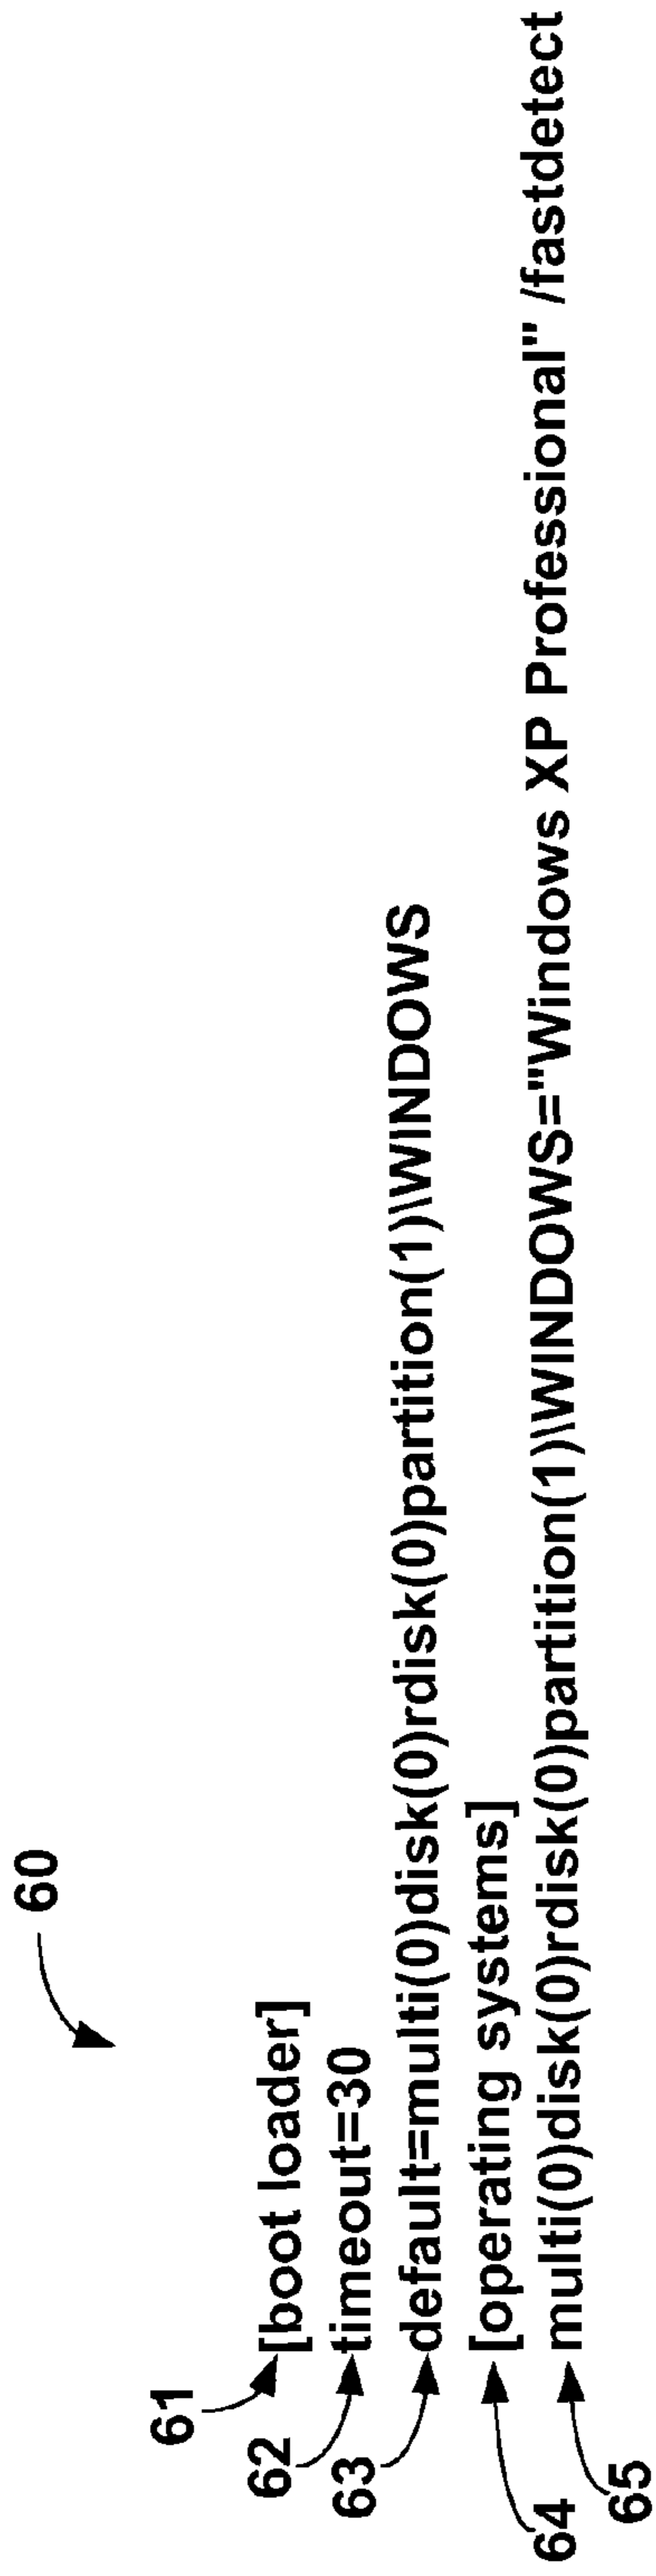 60
61 [boot loader]
62 timeout=30
63 default=multi(0)disk(0)rdisk(0)partition(1)\WINDOWS
64 [operating systems]
65 multi(0)disk(0)rdisk(0)partition(1)\WINDOWS="Windows XP Professional" /fastdetect